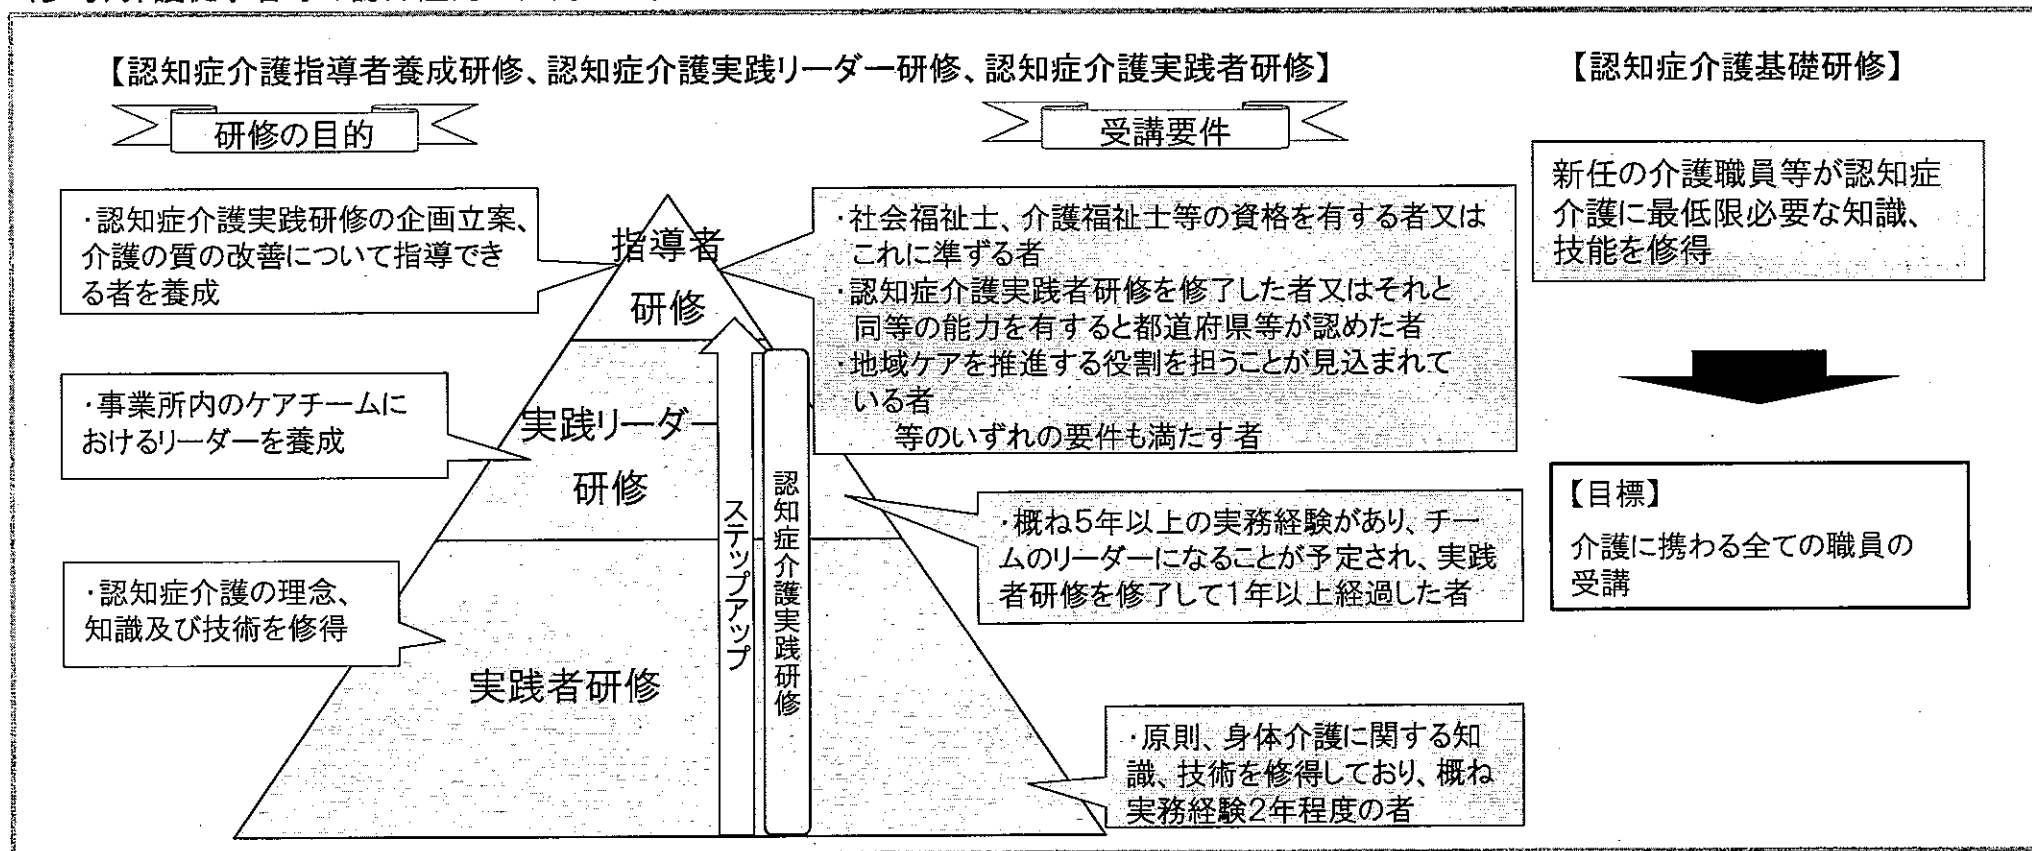 【認知症介護指導者養成研修、認知症介護実践リーダー研修、認知症介護実践者研修】
研修の目的
受講要件
・認知症介護実践研修の企画立案、
介護の質の改善について指導でき
る者を養成
指導者
研修
・社会福祉士、介護福祉士等の資格を有する者又は
これに準ずる者
・認知症介護実践者研修を修了した者又はそれと
同等の能力を有すると都道府県等が認めた者
・地域ケアを推進する役割を担うことが見込まれて
いる者
等のいずれの要件も満たす者
・事業所内のケアチームに
おけるリーダーを養成
実践リーダー
研修
・概ね5年以上の実務経験があり、チー
ムのリーダーになることが予定され、実践
者研修を修了して1年以上経過した者
・認知症介護の理念、
知識及び技術を修得
実践者研修
ステップアップ
認知症介護実践研修
・原則、身体介護に関する知
識、技術を修得しており、概ね
実務経験2年程度の者
【認知症介護基礎研修】
新任の介護職員等が認知症
介護に最低限必要な知識、
技能を修得
【目標】
介護に携わる全ての職員の
受講